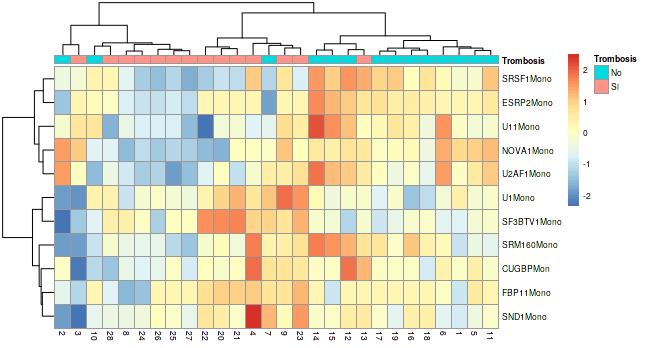 Trombosis
SRSF1Mono
ESRP2Mono
U11Mono
NOVA1Mono
U2AF1Mono
U1Mono
SF3BTV1Mono
SRM160Mono
CUGBPMon
FBP11Mono
SND1Mono
2 3 10 28 8 24 26 25 27 22 20 21 4 7 9 23 14 15 12 13 17 19 16 18 6 1 5 11
2
1
0
-1
-2
Trombosis
No
SI